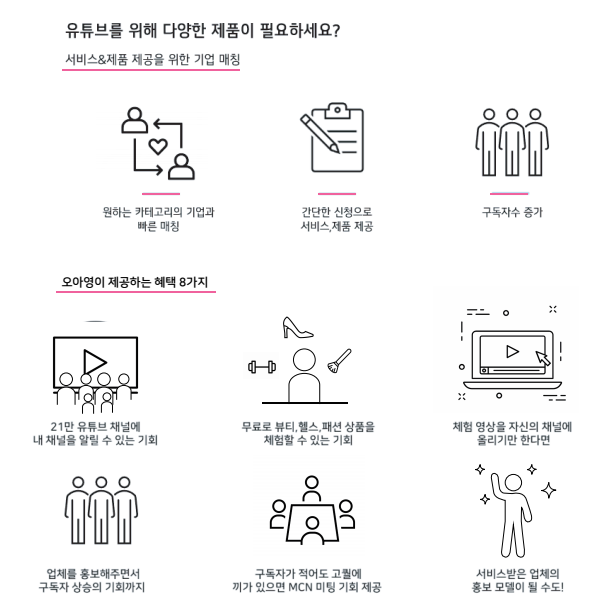 유튜브를 위해 다양한 제품이 필요하세요?
서비스&제품 제공을 위한 기업 매칭
원하는 카테고리의 기업과
빠른 매칭
간단한 신청으로
서비스,제품 제공
구독자수 증가
오아영이 제공하는 혜택 8가지
21만 유튜브 채널에
내 채널을 알릴 수 있는 기회
무료로 뷰티,헬스,패션 상품을
체험할 수 있는 기회
체험 영상을 자신의 채널에
올리기만 한다면
업체를 홍보해주면서
구독자 상승의 기회까지
구독자가 적어도 고퀄에
끼가 있으면 MCN 미팅 기회 제공
서비스받은 업체의
홍보 모델이 될 수도!